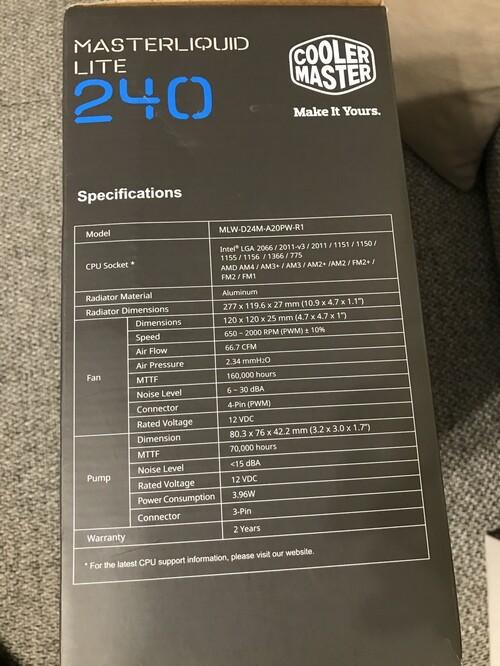 MASTERLIQUID
LITE
240
COOLER
MASTER
Make It Yours.
Specifications
Model MLW-D24M-A20PW-R1
CPU Socket * Intel® LGA 2066 / 2011-v3 / 2011 / 1151 / 1150 /
1155 / 1156 / 1366 / 775
AMD AM4 / AM3+ / AM3 / AM2+ /AM2 / FM2+ /
FM2 / FM1
Radiator Material Aluminum
Radiator Dimensions 277 x 119.6 x 27 mm (10.9 x 4.7 x 1.1")
Fan
Dimensions 120 x 120 x 25 mm (4.7 x 4.7 x 1")
Speed 650 ~ 2000 RPM (PWM) ± 10%
Air Flow 66.7 CFM
Air Pressure 2.34 mmH₂O
MTTF 160,000 hours
Noise Level 6 ~ 30 dBA
Connector 4-Pin (PWM)
Rated Voltage 12 VDC
Pump
Dimension 80.3 x 76 x 42.2 mm (3.2 x 3.0 x 1.7")
MTTF 70,000 hours
Noise Level <15 dBA
Rated Voltage 12 VDC
Power Consumption 3.96W
Connector 3-Pin
Warranty 2 Years
* For the latest CPU support information, please visit our website.